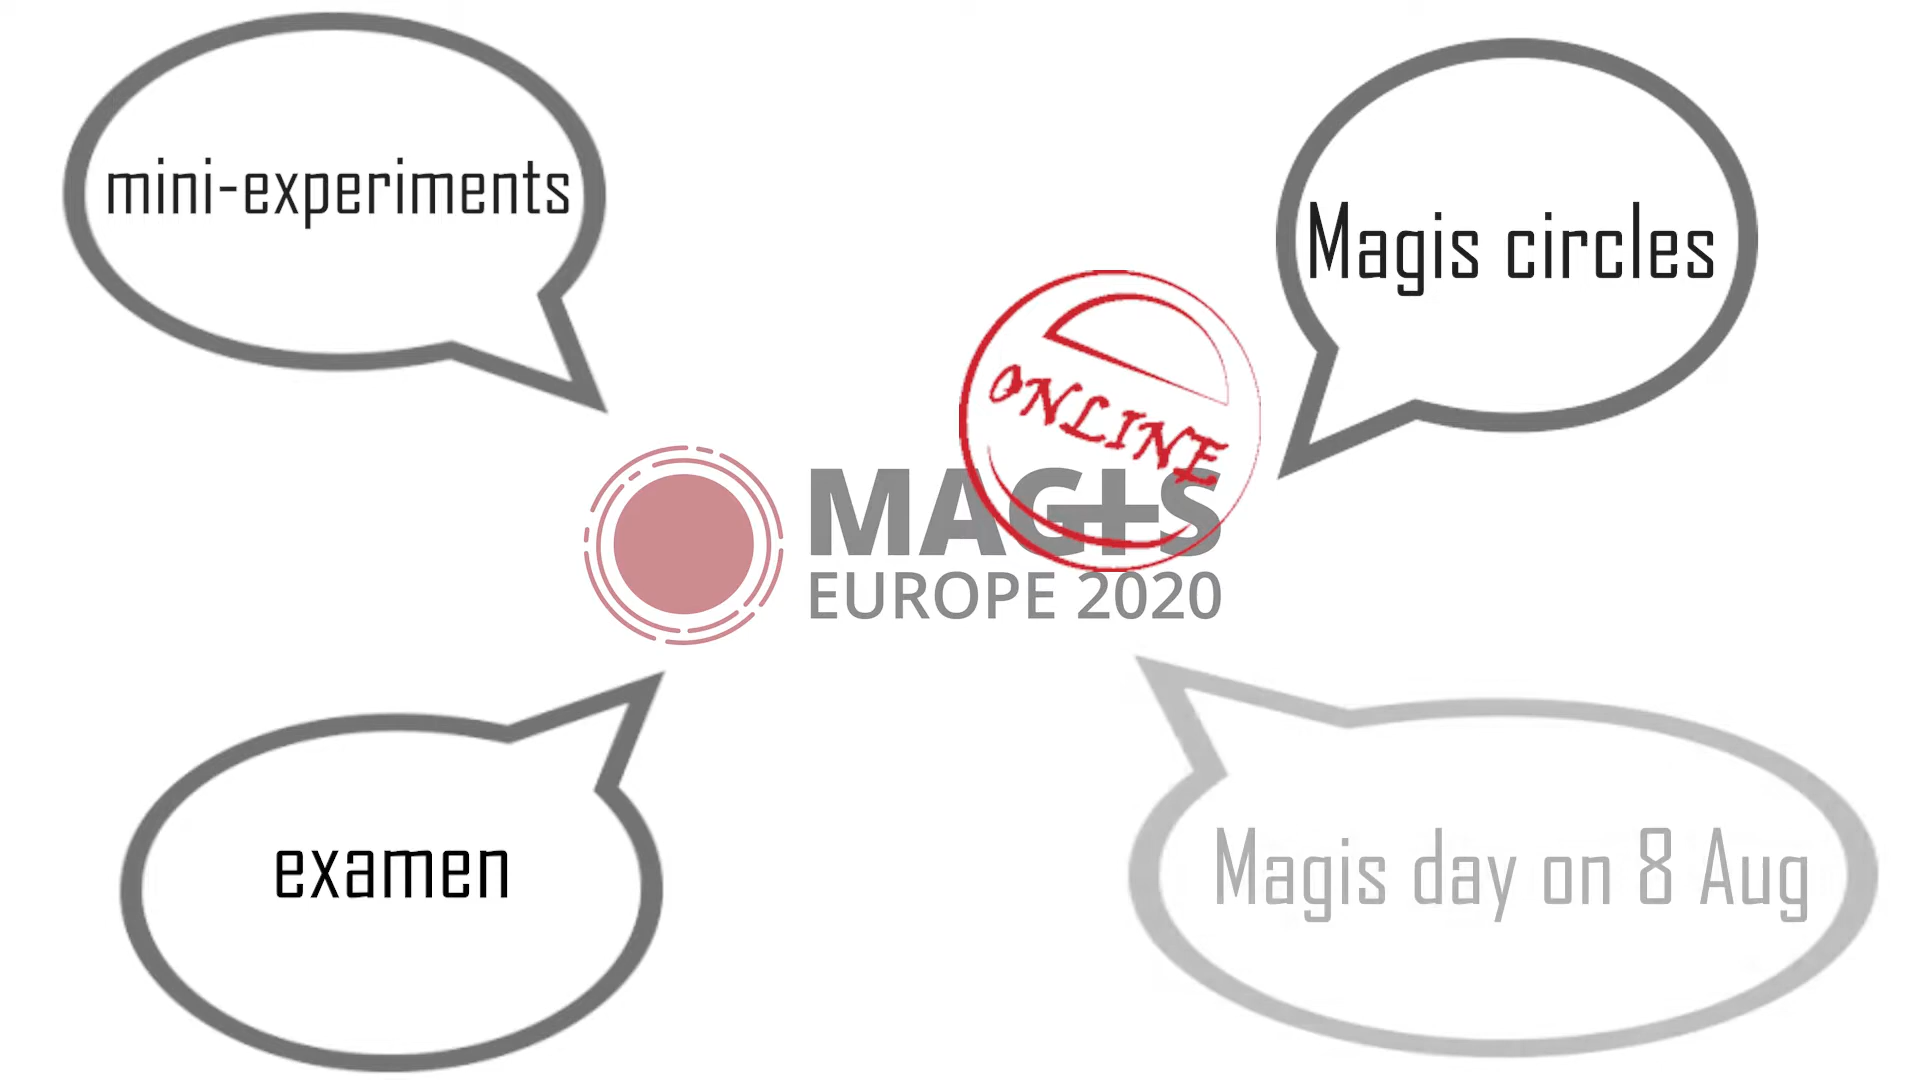 mini-experiments
Magis circles
ONLINE
MAGIS
EUROPE 2020
examen
Magis day on 8 Aug